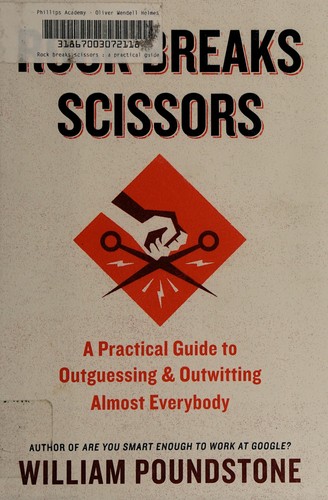 Phillips Academy - Oliver Wendell Holmes
31867003072118
Rock breaks scissors : a practical guide
ROCK BREAKS
SCISSORS
A Practical Guide to
Outguessing & Outwitting
Almost Everybody
AUTHOR OF ARE YOU SMART ENOUGH TO WORK AT GOOGLE?
WILLIAM POUNDSTONE